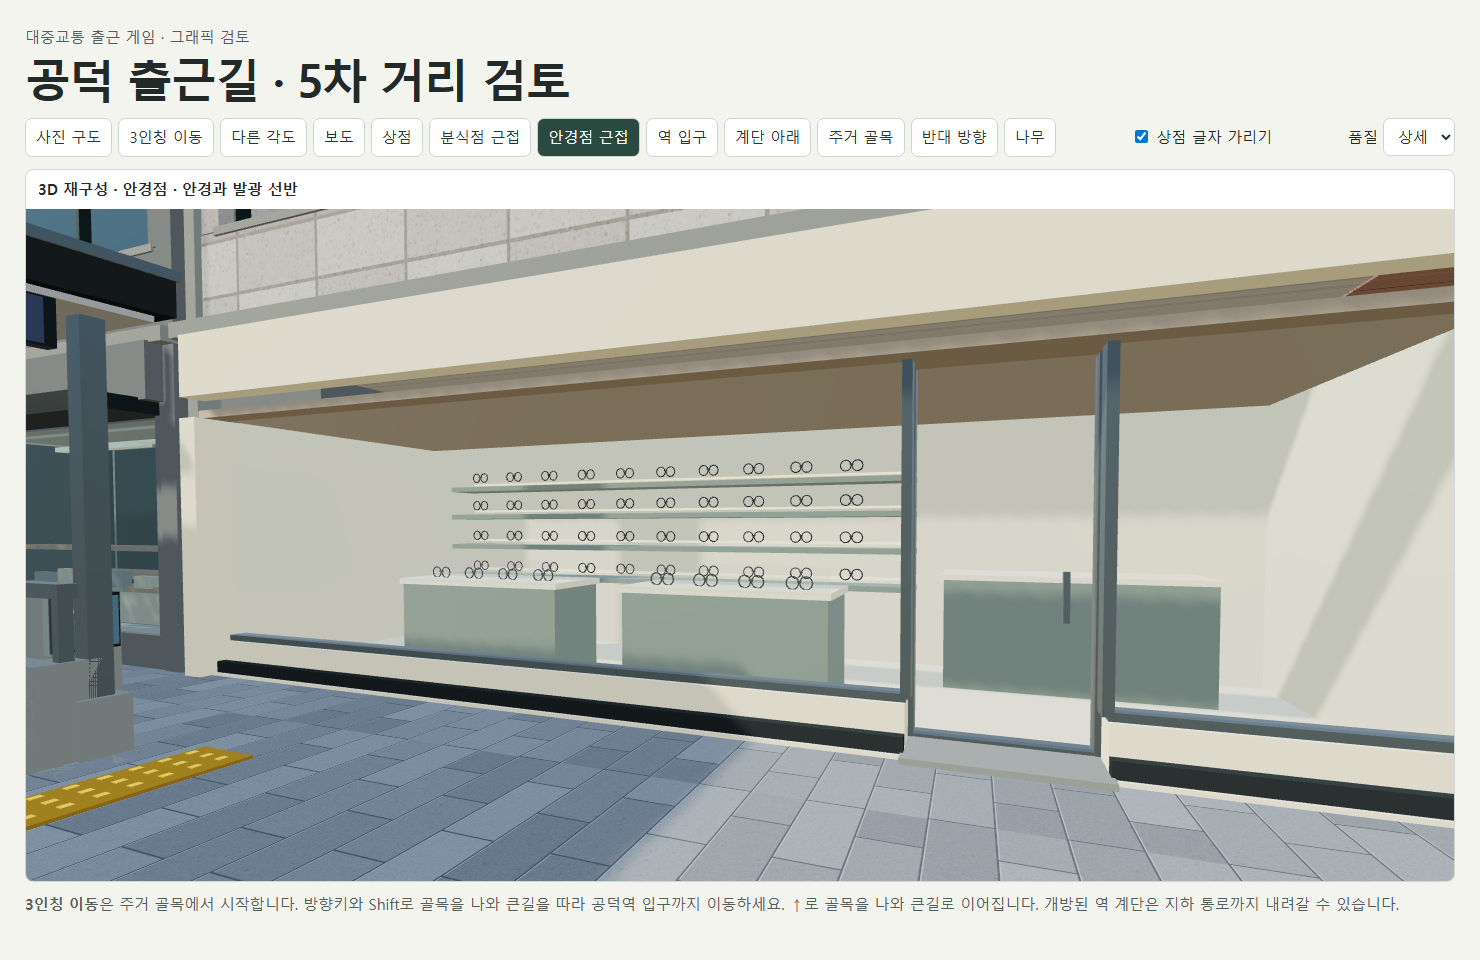 대중교통 출근 게임 · 그래픽 검토
공덕 출근길 · 5차 거리 검토
사진 구도 3인칭 이동 다른 각도 보도 상점 분식점 근접 안경점 근접 역 입구 계단 아래 주거 골목 반대 방향 나무 상점 글자 가리기 품질 상세
3D 재구성 · 안경점 · 안경과 발광 선반
3인칭 이동은 주거 골목에서 시작합니다. 방향키와 Shift로 골목을 나와 큰길을 따라 공덕역 입구까지 이동하세요. ↑로 골목을 나와 큰길로 이어집니다. 개방된 역 계단은 지하 통로까지 내려갈 수 있습니다.